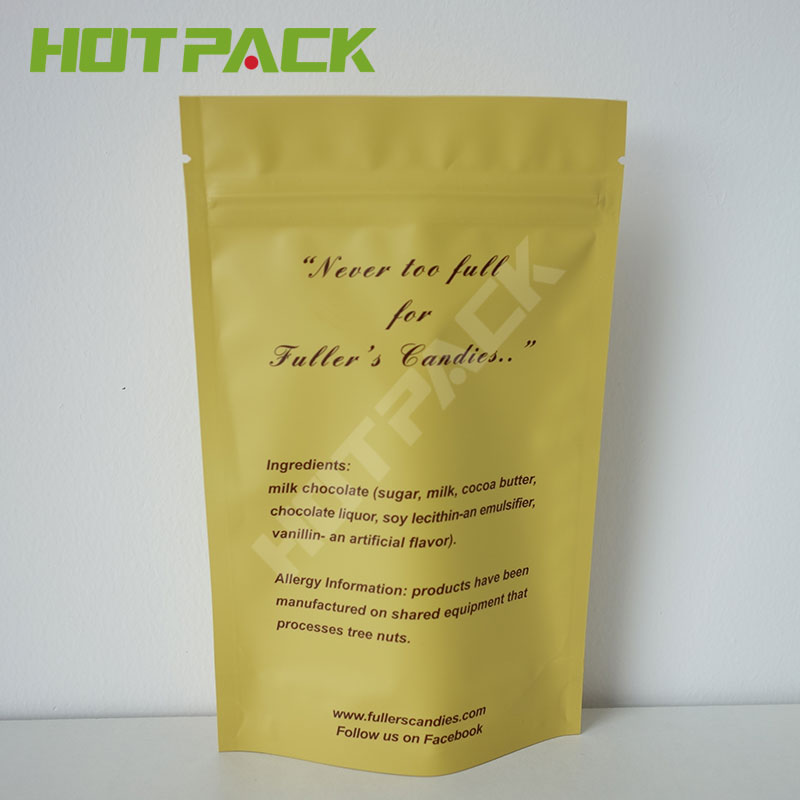 HOTPACK
“Never too full
for
Fuller’s Candies..”
HOTPACK
Ingredients:
milk chocolate (sugar, milk, cocoa butter,
chocolate liquor, soy lecithin-an emulsifier,
vanillin- an artificial flavor).
Allergy Information: products have been
manufactured on shared equipment that
processes tree nuts.
www.fullerscandies.com
Follow us on Facebook